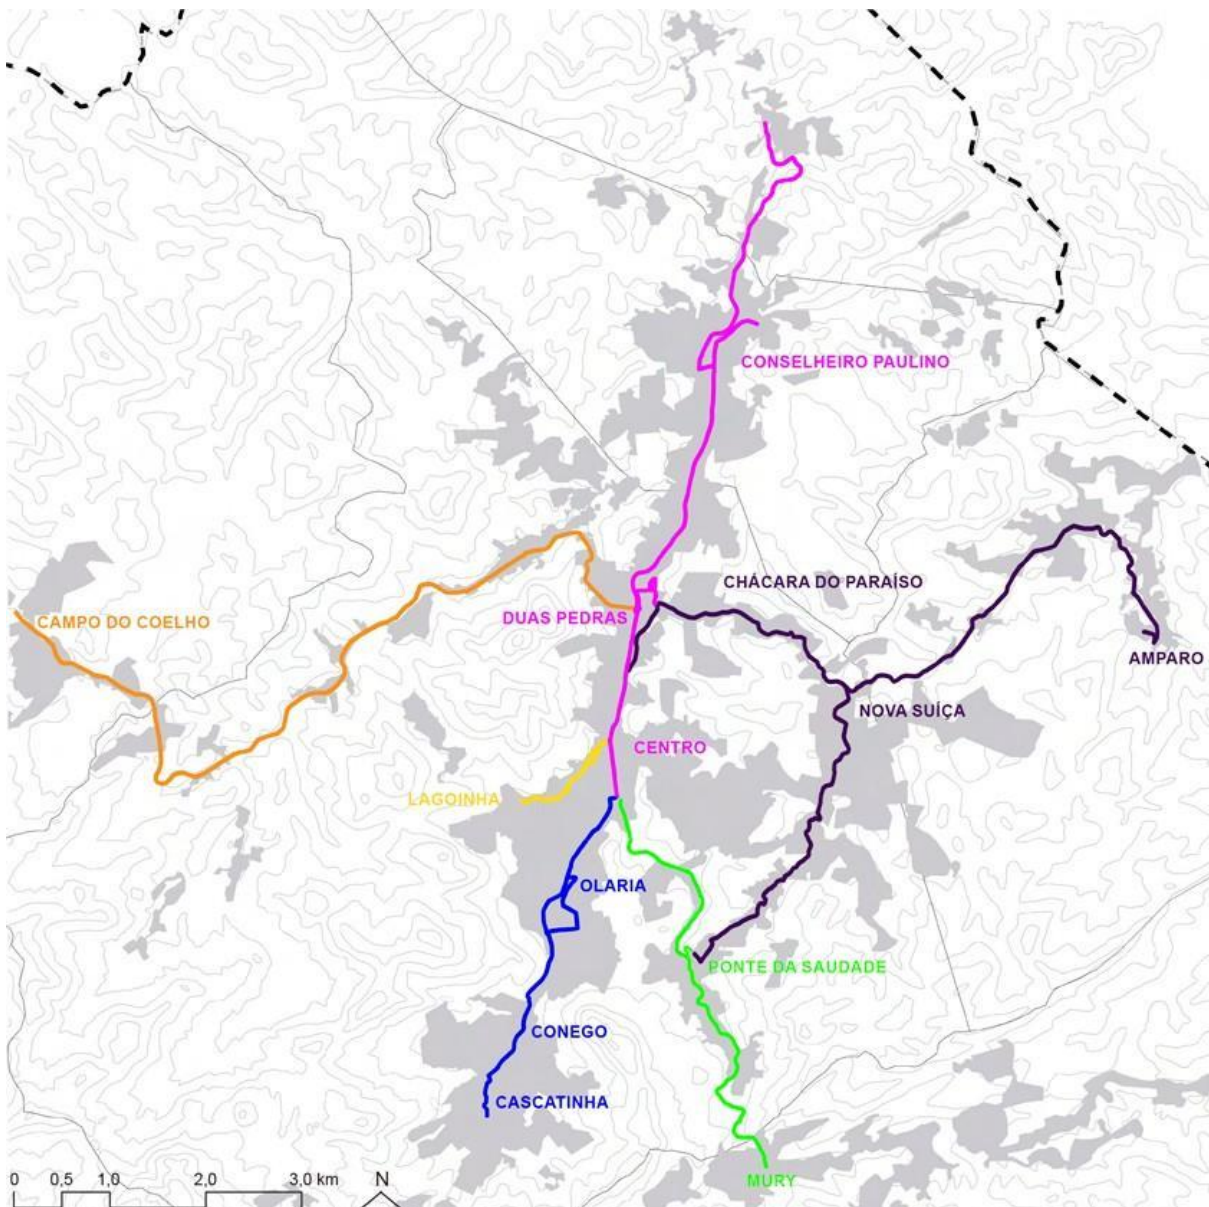 CONSELHEIRO PAULINO
CHÁCARA DO PARAÍSO
DUAS PEDRAS
CAMPO DO COELHO
AMPARO
NOVA SUÍÇA
CENTRO
LAGOINHA
OLARIA
PONTE DA SAUDADE
CONEGO
CASCATINHA
MURY
0 0,5 1,0 2,0 3,0 km N